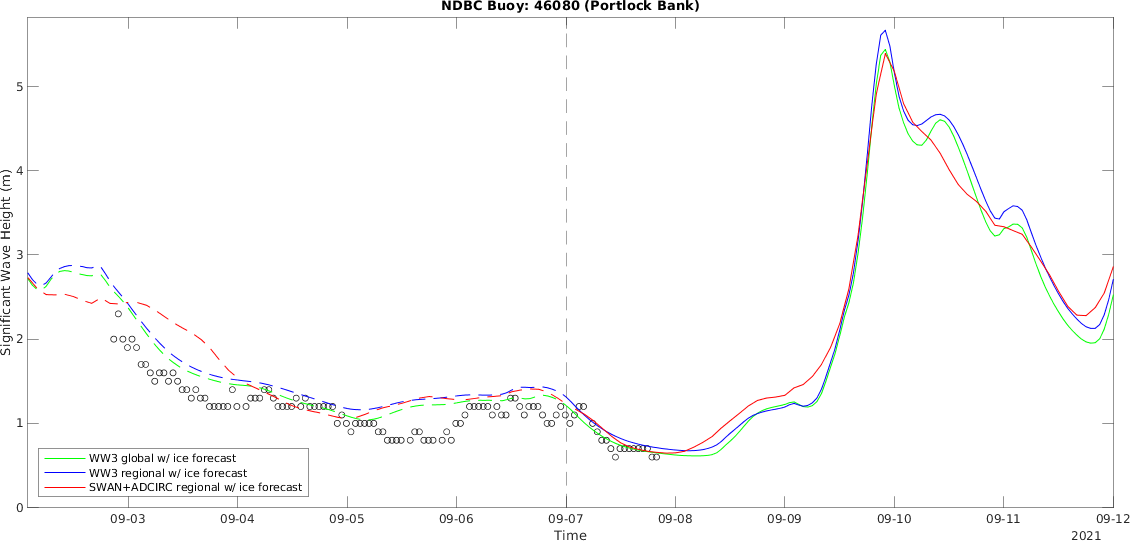 NDBC Buoy: 46080 (Portlock Bank)
Significant Wave Height (m)
5
4
3
2
1
0
WW3 global w/ ice forecast
WW3 regional w/ ice forecast
SWAN+ADCIRC regional w/ ice forecast
09-03 09-04 09-05 09-06 09-07 09-08 09-09 09-10 09-11 09-12
Time
2021